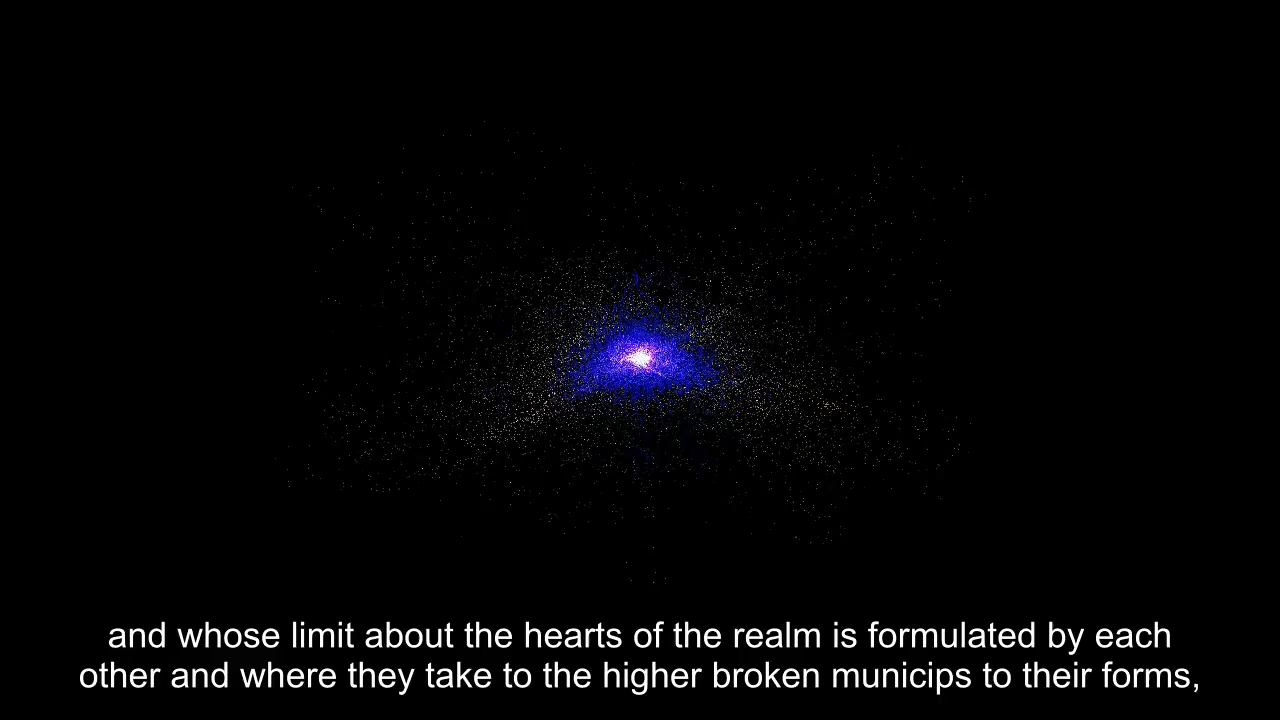 and whose limit about the hearts of the realm is formulated by each
other and where they take to the higher broken municips to their forms,